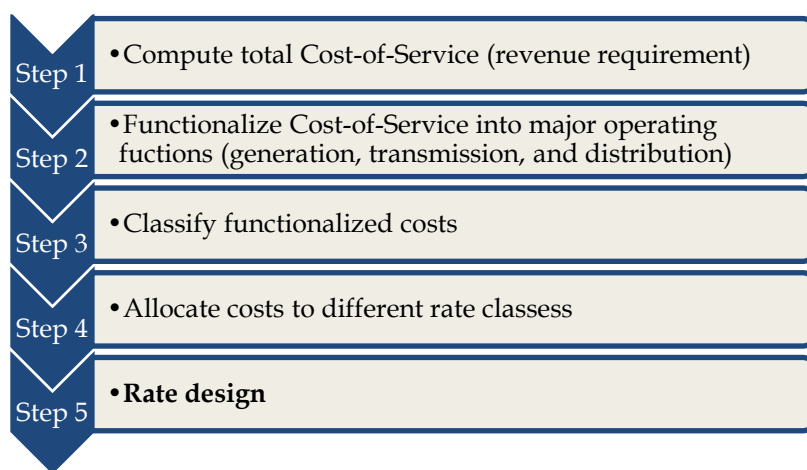 Step 1
•Compute total Cost-of-Service (revenue requirement)
Step 2
•Functionalize Cost-of-Service into major operating
fuctions (generation, transmission, and distribution)
Step 3
•Classify functionalized costs
Step 4
•Allocate costs to different rate classess
Step 5
•Rate design